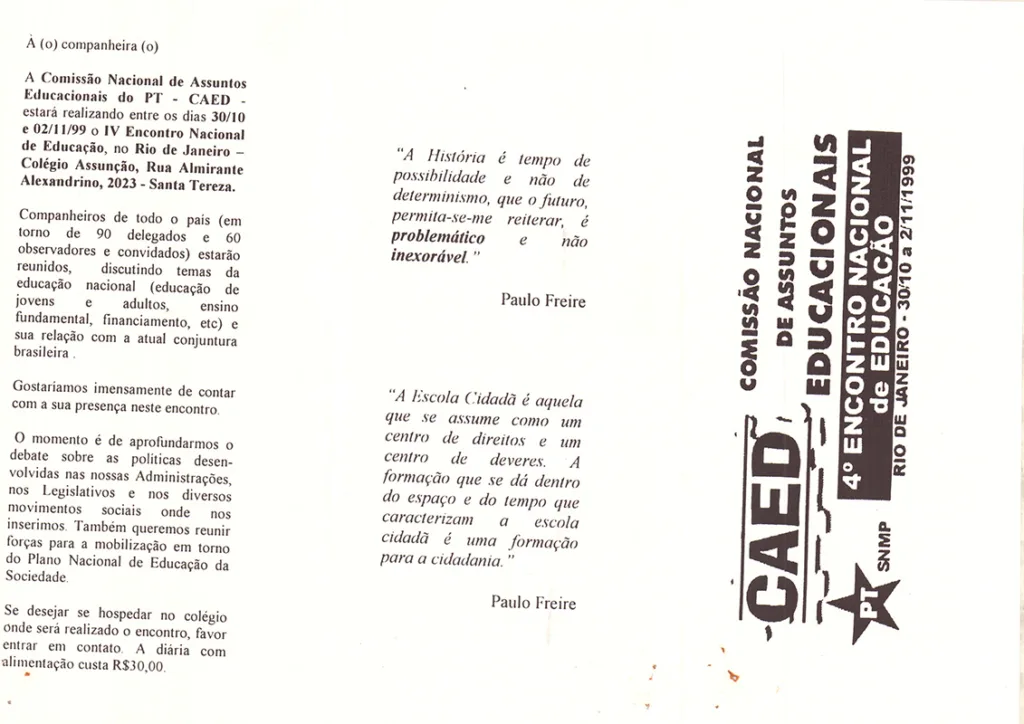 À (o) companheira (o)
A Comissão Nacional de Assuntos
Educacionais do PT - CAED -
estará realizando entre os dias 30/10
e 02/11/99 o IV Encontro Nacional
de Educação, no Rio de Janeiro –
Colégio Assunção, Rua Almirante
Alexandrino, 2023 - Santa Tereza.
Companheiros de todo o pais (em
torno de 90 delegados e 60
observadores e convidados) estarão
reunidos, discutindo temas da
educação nacional (educação de
jovens e adultos, ensino
fundamental, financiamento, etc) e
sua relação com a atual conjuntura
brasileira .
Gostariamos imensamente de contar
com a sua presença neste encontro.
O momento é de aprofundarmos o
debate sobre as politicas desen-
volvidas nas nossas Administrações,
nos Legislativos e nos diversos
movimentos sociais onde nos
inserimos. Também queremos reunir
forças para a mobilização em torno
do Plano Nacional de Educação da
Sociedade.
Se desejar se hospedar no colégio
onde será realizado o encontro, favor
entrar em contato. A diária com
alimentação custa R$30,00.
"A História é tempo de
possibilidade e não de
determinismo, que o futuro,
permita-se-me reiterar, é
problemático e não
inexorável."
Paulo Freire
"A Escola Cidadã é aquela
que se assume como um
centro de direitos e um
centro de deveres. A
formação que se dá dentro
do espaço e do tempo que
caracterizam a escola
cidadã é uma formação
para a cidadania."
Paulo Freire
CAED
COMISSÃO NACIONAL
DE ASSUNTOS
EDUCACIONAIS
4º ENCONTRO NACIONAL
de EDUCAÇÃO
RIO DE JANEIRO - 30/10 a 2/11/1999
PT
SNMP